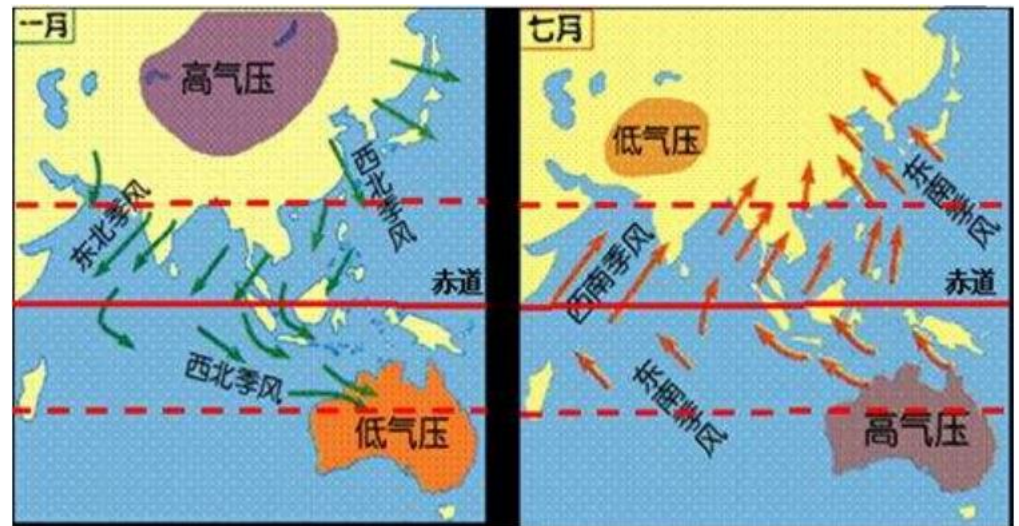 一月
高气压
西北季风
东北季风
赤道
西北季风
低气压
七月
低气压
东南季风
西南季风
赤道
东南季风
高气压